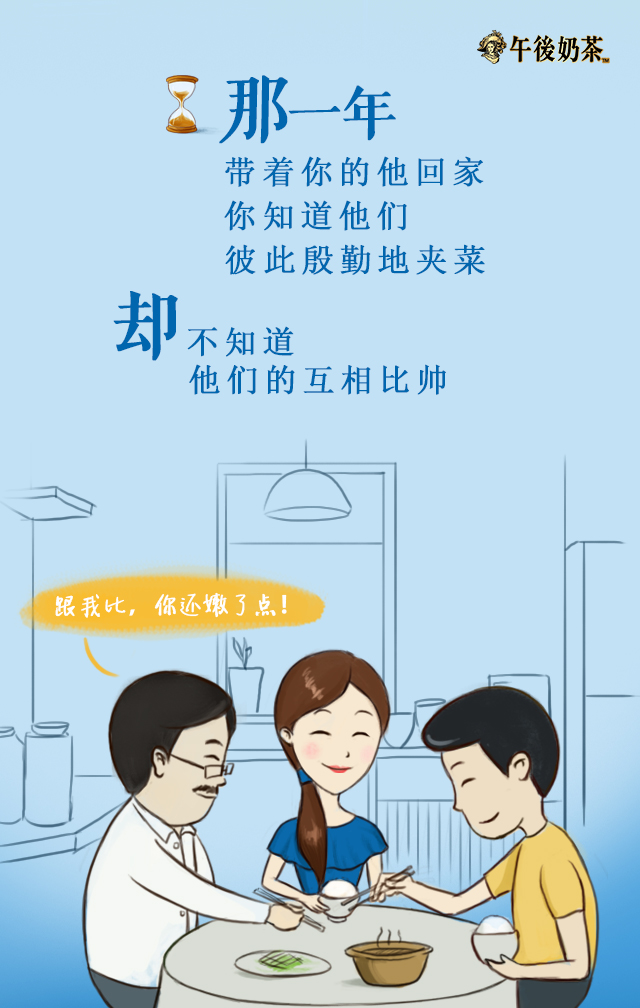 午後奶茶™
那一年
带着你的他回家
你知道他们
彼此殷勤地夹菜
却不知道
他们的互相比帅
跟我比，你还嫩了点！